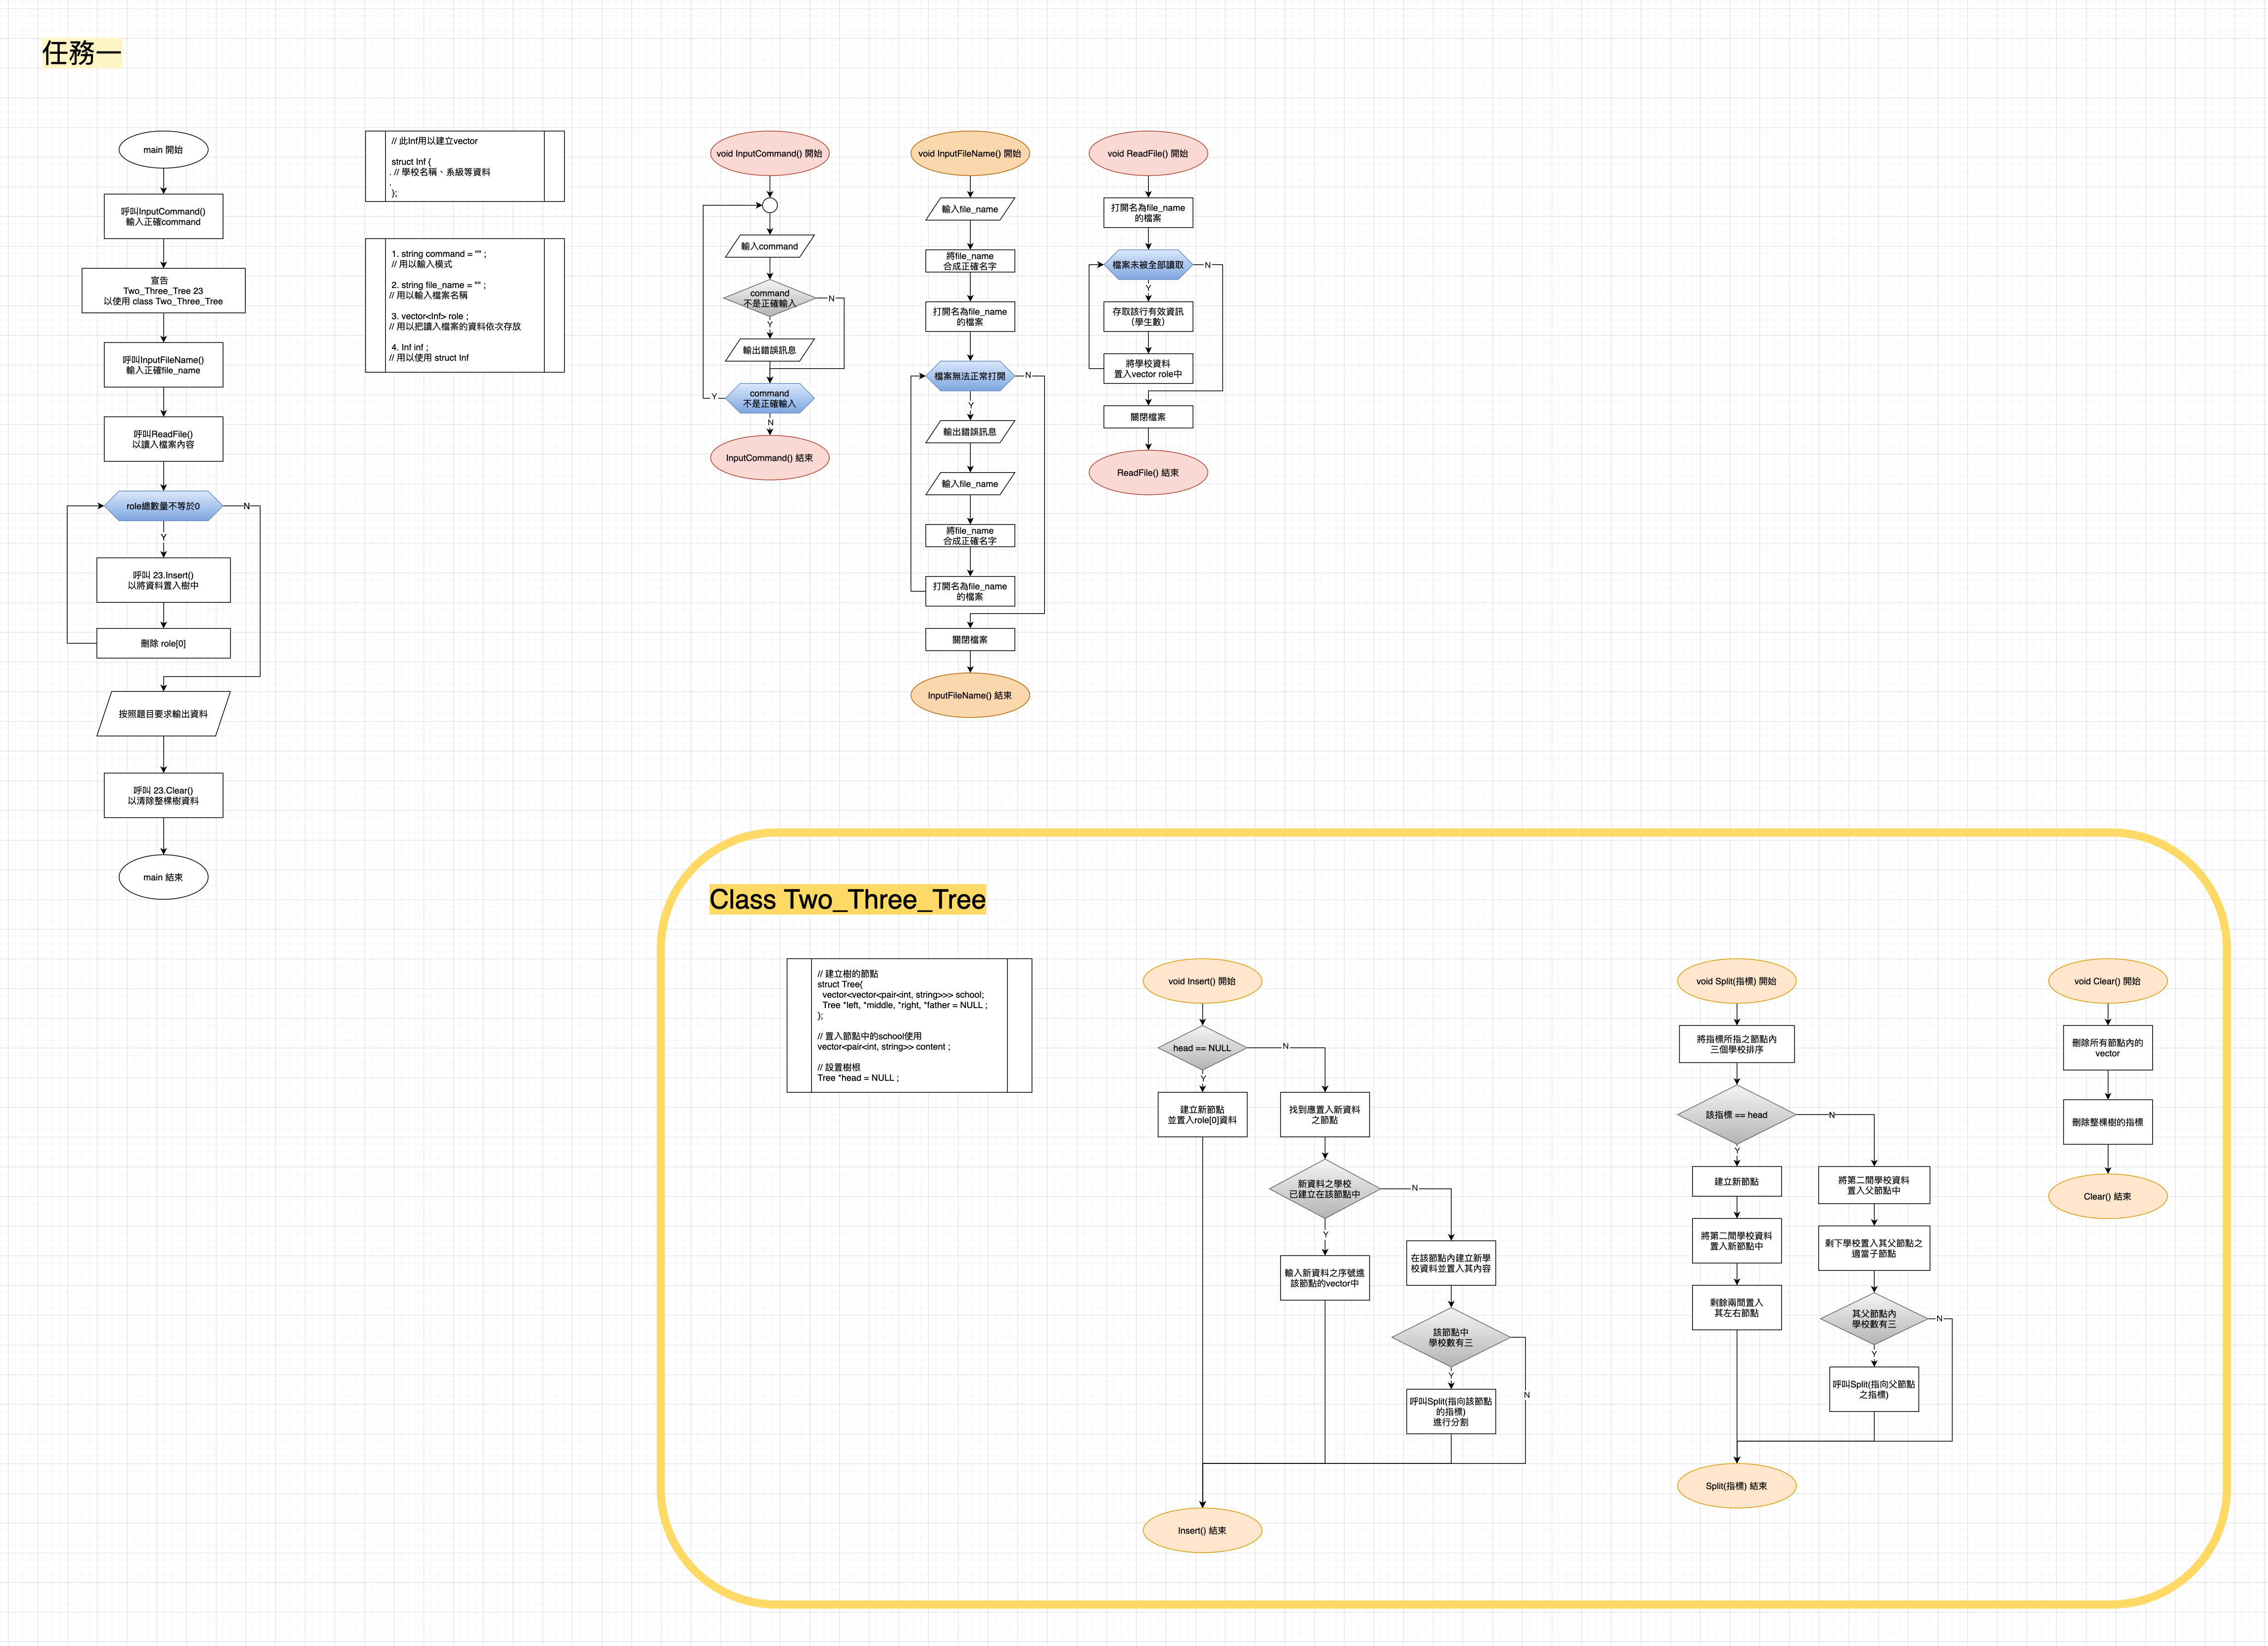 任務一
main 開始
呼叫InputCommand()
輸入正確command
宣告
Two_Three_Tree 23
以使用 class Two_Three_Tree
呼叫InputFileName()
輸入正確file_name
呼叫ReadFile()
以讀入檔案內容
role總數量不等於0
N
Y
呼叫 23.Insert()
以將資料置入樹中
刪除 role[0]
按照題目要求輸出資料
呼叫 23.Clear()
以清除整棵樹資料
main 結束
// 此Inf用以建立vector
struct Inf {
. // 學校名稱、系級等資料
.
};
1. string command = "" ;
// 用以輸入模式
2. string file_name = "" ;
// 用以輸入檔案名稱
3. vector<Inf> role ;
// 用以把讀入檔案的資料依次存放
4. Inf inf ;
// 用以使用 struct Inf
void InputCommand() 開始
輸入command
command
不是正確輸入
N
Y
輸出錯誤訊息
command
不是正確輸入
Y
N
InputCommand() 結束
void InputFileName() 開始
輸入file_name
將file_name
合成正確名字
打開名為file_name
的檔案
檔案無法正常打開
N
Y
輸出錯誤訊息
輸入file_name
將file_name
合成正確名字
打開名為file_name
的檔案
關閉檔案
InputFileName() 結束
void ReadFile() 開始
打開名為file_name
的檔案
檔案未被全部讀取
N
Y
存取該行有效資訊
（學生數）
將學校資料
置入vector role中
關閉檔案
ReadFile() 結束
Class Two_Three_Tree
// 建立樹的節點
struct Tree{
vector<vector<pair<int, string>>> school;
Tree *left, *middle, *right, *father = NULL ;
};
// 置入節點中的school使用
vector<pair<int, string>> content ;
// 設置樹根
Tree *head = NULL ;
void Insert() 開始
head == NULL
N
Y
建立新節點
並置入role[0]資料
找到應置入新資料
之節點
新資料之學校
已建立在該節點中
N
Y
輸入新資料之序號進
該節點的vector中
在該節點內建立新學
校資料並置入其內容
該節點中
學校數有三
Y
N
呼叫Split(指向該節點
的指標)
進行分割
Insert() 結束
void Split(指標) 開始
將指標所指之節點內
三個學校排序
該指標 == head
N
Y
建立新節點
將第二間學校資料
置入新節點中
剩餘兩間置入
其左右節點
將第二間學校資料
置入父節點中
剩下學校置入其父節點之
適當子節點
其父節點內
學校數有三
N
Y
呼叫Split(指向父節點
之指標)
Split(指標) 結束
void Clear() 開始
刪除所有節點內的
vector
刪除整棵樹的指標
Clear() 結束